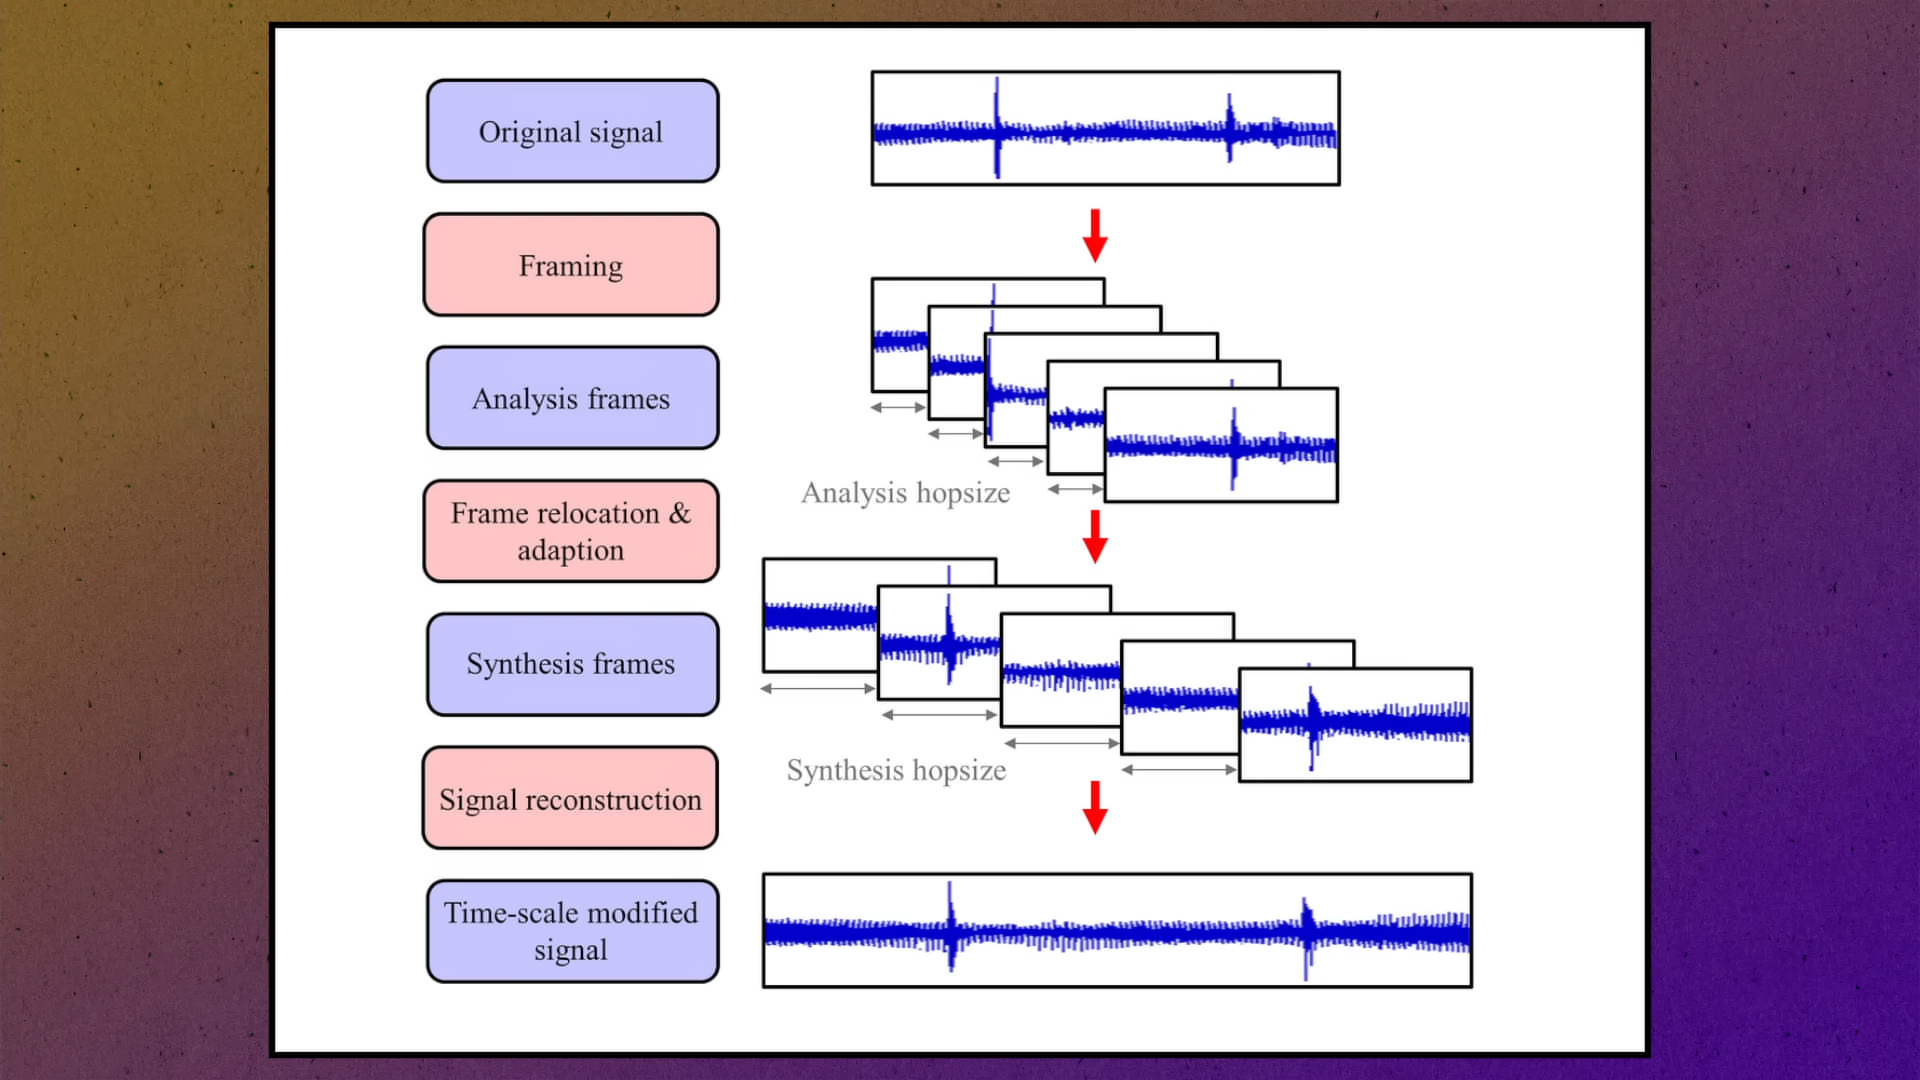 Original signal
Framing
Analysis frames
Analysis hopsize
Frame relocation &
adaption
Synthesis frames
Synthesis hopsize
Signal reconstruction
Time-scale modified
signal